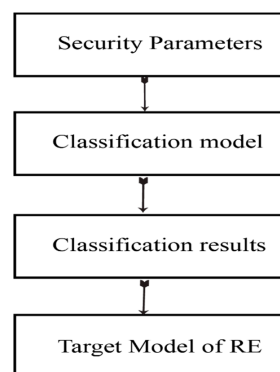 Security Parameters
Classification model
Classification results
Target Model of RE